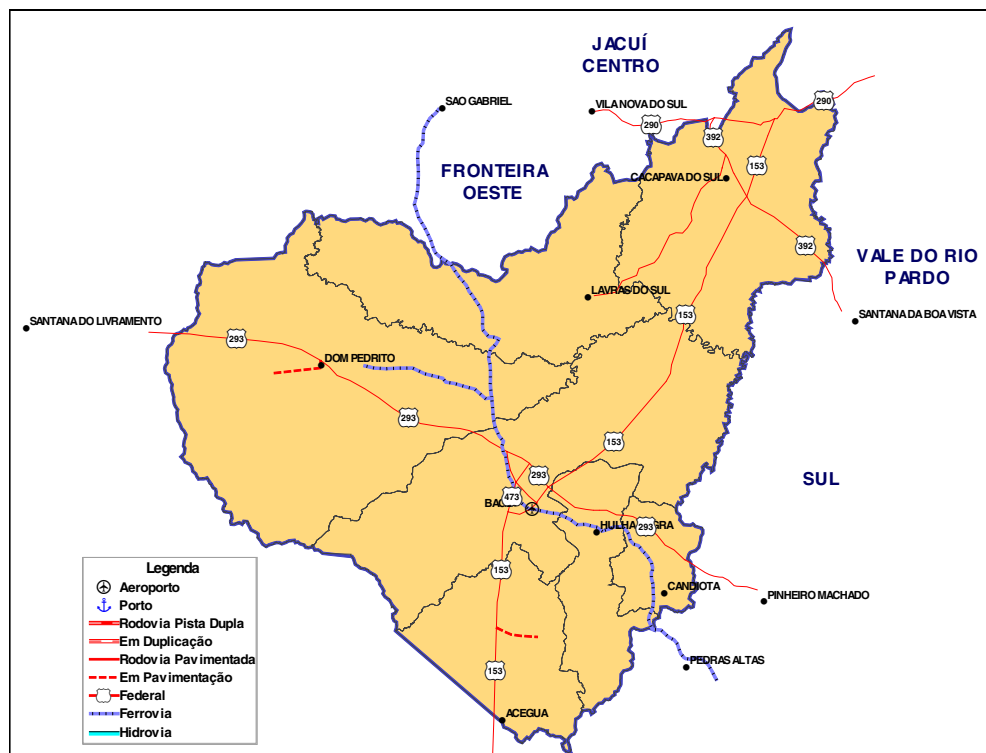 JACUÍ
CENTRO
SAO GABRIEL
VILA NOVA DO SUL
290
290
392
153
FRONTEIRA
OESTE
CACAPAVA DO SUL
392
VALE DO RIO
PARDO
LAVRAS DO SUL
153
SANTANA DA BOA VISTA
SANTANA DO LIVRAMENTO
293
DOM PEDRITO
293
153
293
SUL
473
HULHA
293
153
CANDIOTA
PINHEIRO MACHADO
153
PEDRAS ALTAS
ACEGUA
Legenda
Aeroporto
Porto
Rodovia Pista Dupla
Em Duplicação
Rodovia Pavimentada
Em Pavimentação
Federal
Ferrovia
Hidrovia